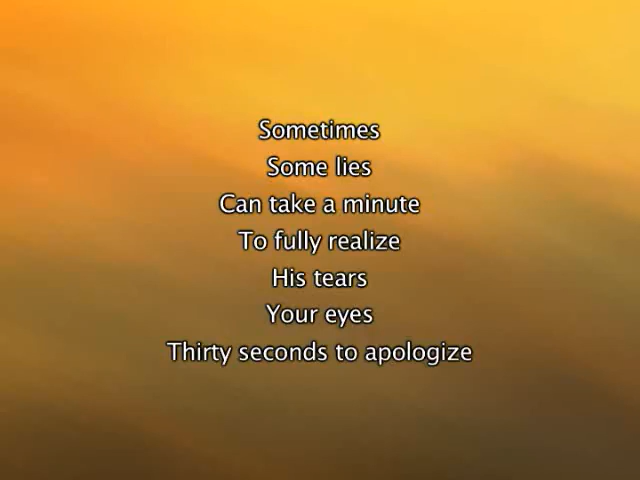 Sometimes
Some lies
Can take a minute
To fully realize
His tears
Your eyes
Thirty seconds to apologize